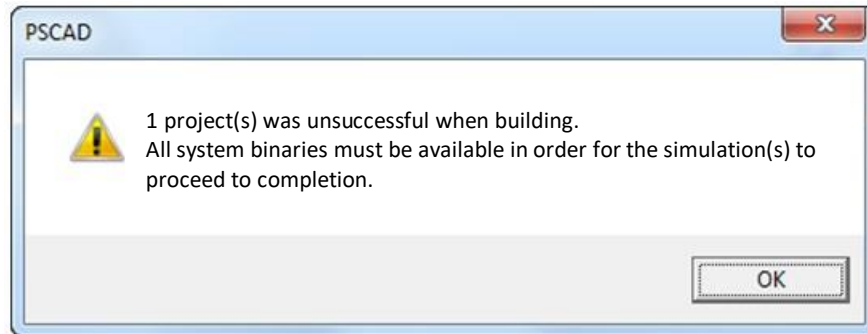 PSCAD
1 project(s) was unsuccessful when building.
All system binaries must be available in order for the simulation(s) to
proceed to completion.
OK